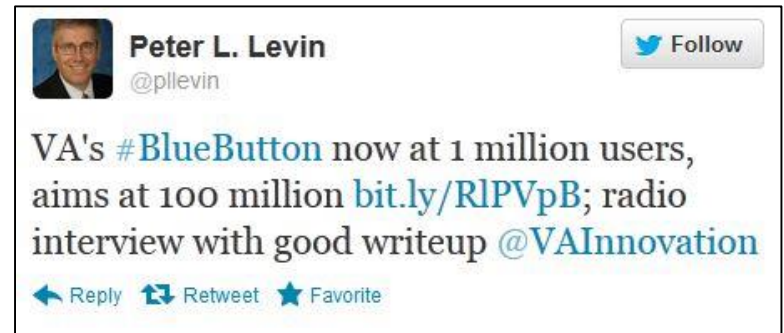 Peter L. Levin
Follow
@pllevin
VA's #BlueButton now at 1 million users,
aims at 100 million bit.ly/RlPVpB; radio
interview with good writeup @VAInnovation
Reply Retweet Favorite